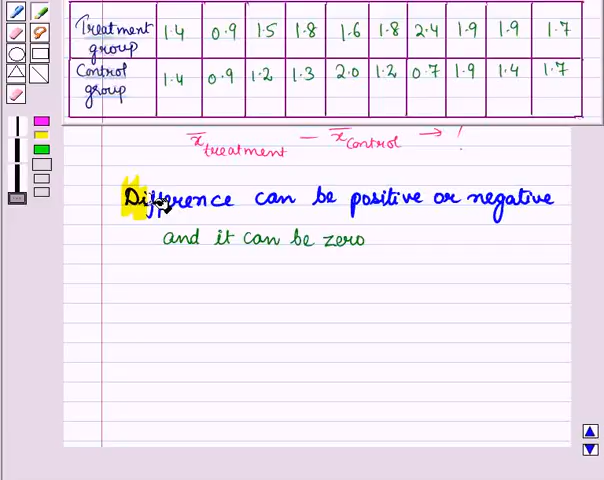 Treatment group 1.4 0.9 1.5 1.8 1.6 1.8 2.4 1.9 1.9 1.7
Control group 1.4 0.9 1.2 1.3 2.0 1.2 0.7 1.9 1.4 1.7
x̄treatment − x̄control →
Difference can be positive or negative
and it can be zero